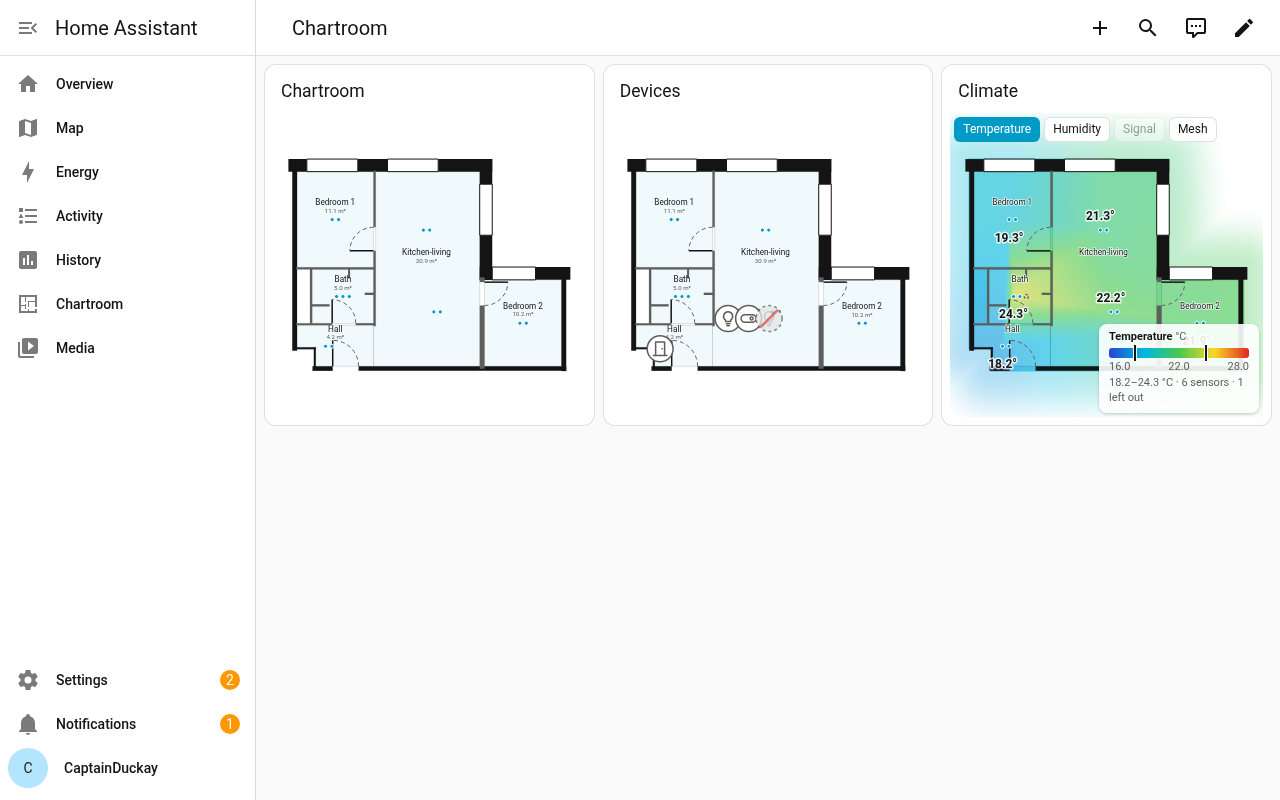 Home Assistant
Chartroom
Overview
Map
Energy
Activity
History
Chartroom
Media
Settings
2
Notifications
1
C
CaptainDuckay
Chartroom
Bedroom 1
11.1 m²
Kitchen-living
30.9 m²
Bath
5.0 m²
Bedroom 2
10.2 m²
Hall
4.2 m²
Devices
Bedroom 1
11.1 m²
Kitchen-living
30.9 m²
Bath
5.0 m²
Bedroom 2
10.2 m²
Hall
Climate
Temperature
Humidity
Signal
Mesh
Bedroom 1
21.3°
19.3°
Kitchen-living
Bath
22.2°
Bedroom 2
24.3°
Hall
18.2°
Temperature °C
16.0
22.0
28.0
18.2–24.3 °C · 6 sensors · 1
left out